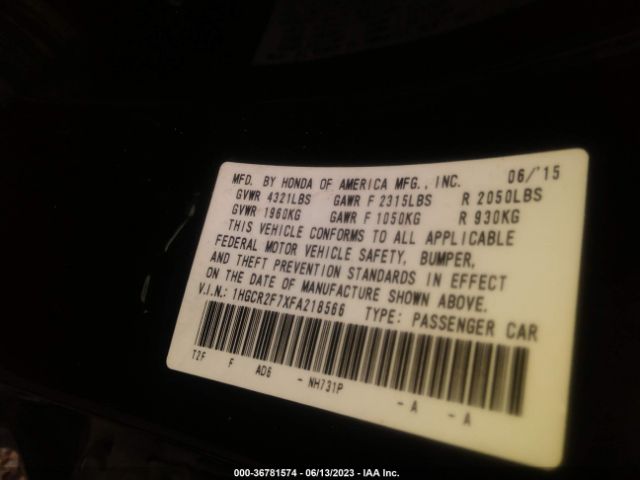 MFD. BY HONDA OF AMERICA MFG., INC. 06/'15
GVWR 4321LBS GAWR F 2315LBS R 2050LBS
GVWR 1960KG GAWR F 1050KG R 930KG
THIS VEHICLE CONFORMS TO ALL APPLICABLE
FEDERAL MOTOR VEHICLE SAFETY, BUMPER,
AND THEFT PREVENTION STANDARDS IN EFFECT
ON THE DATE OF MANUFACTURE SHOWN ABOVE.
V.I.N.: 1HGCR2F7XFA218566 TYPE: PASSENGER CAR
T2F F AD6 - NH731P - A - A
000-36781574 - 06/13/2023 - IAA Inc.